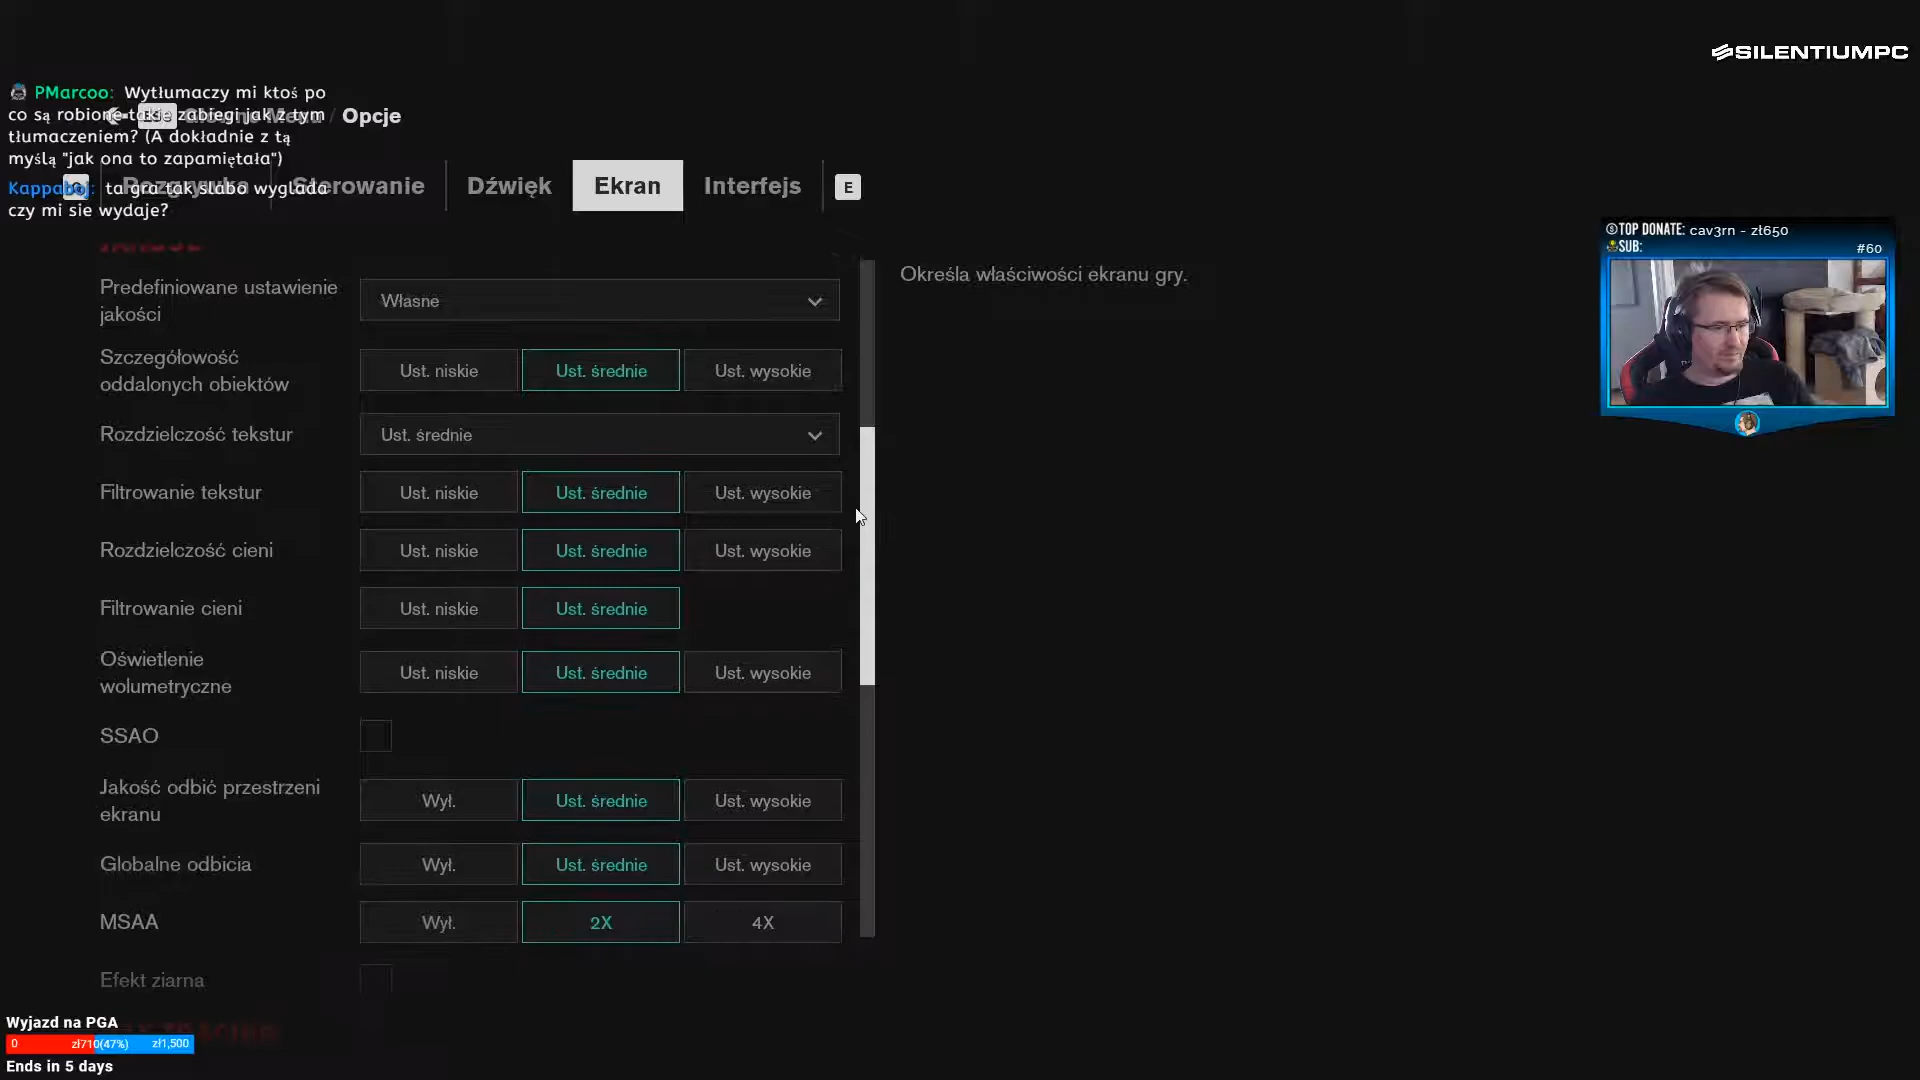 SILENTIUMPC
PMarcoo: Wytłumaczy mi ktoś po
co są robione takie zabiegi jak z tym
tłumaczeniem? (A dokładnie z tą
myślą "jak ona to zapamiętała")
Kappaboj: ta gra tak słabo wyglada
czy mi sie wydaje?
Główne Menu / Opcje
Rozgrywka
Sterowanie
Dźwięk
Ekran
Interfejs
E
TOP DONATE: cav3rn - zł650
SUB:
#60
Określa właściwości ekranu gry.
Predefiniowane ustawienie
jakości
Własne
Szczegółowość
oddalonych obiektów
Ust. niskie
Ust. średnie
Ust. wysokie
Rozdzielczość tekstur
Ust. średnie
Filtrowanie tekstur
Ust. niskie
Ust. średnie
Ust. wysokie
Rozdzielczość cieni
Ust. niskie
Ust. średnie
Ust. wysokie
Filtrowanie cieni
Ust. niskie
Ust. średnie
Oświetlenie
wolumetryczne
Ust. niskie
Ust. średnie
Ust. wysokie
SSAO
Jakość odbić przestrzeni
ekranu
Wył.
Ust. średnie
Ust. wysokie
Globalne odbicia
Wył.
Ust. średnie
Ust. wysokie
MSAA
Wył.
2X
4X
Efekt ziarna
Wyjazd na PGA
0
zł710(47%)
zł1,500
Ends in 5 days